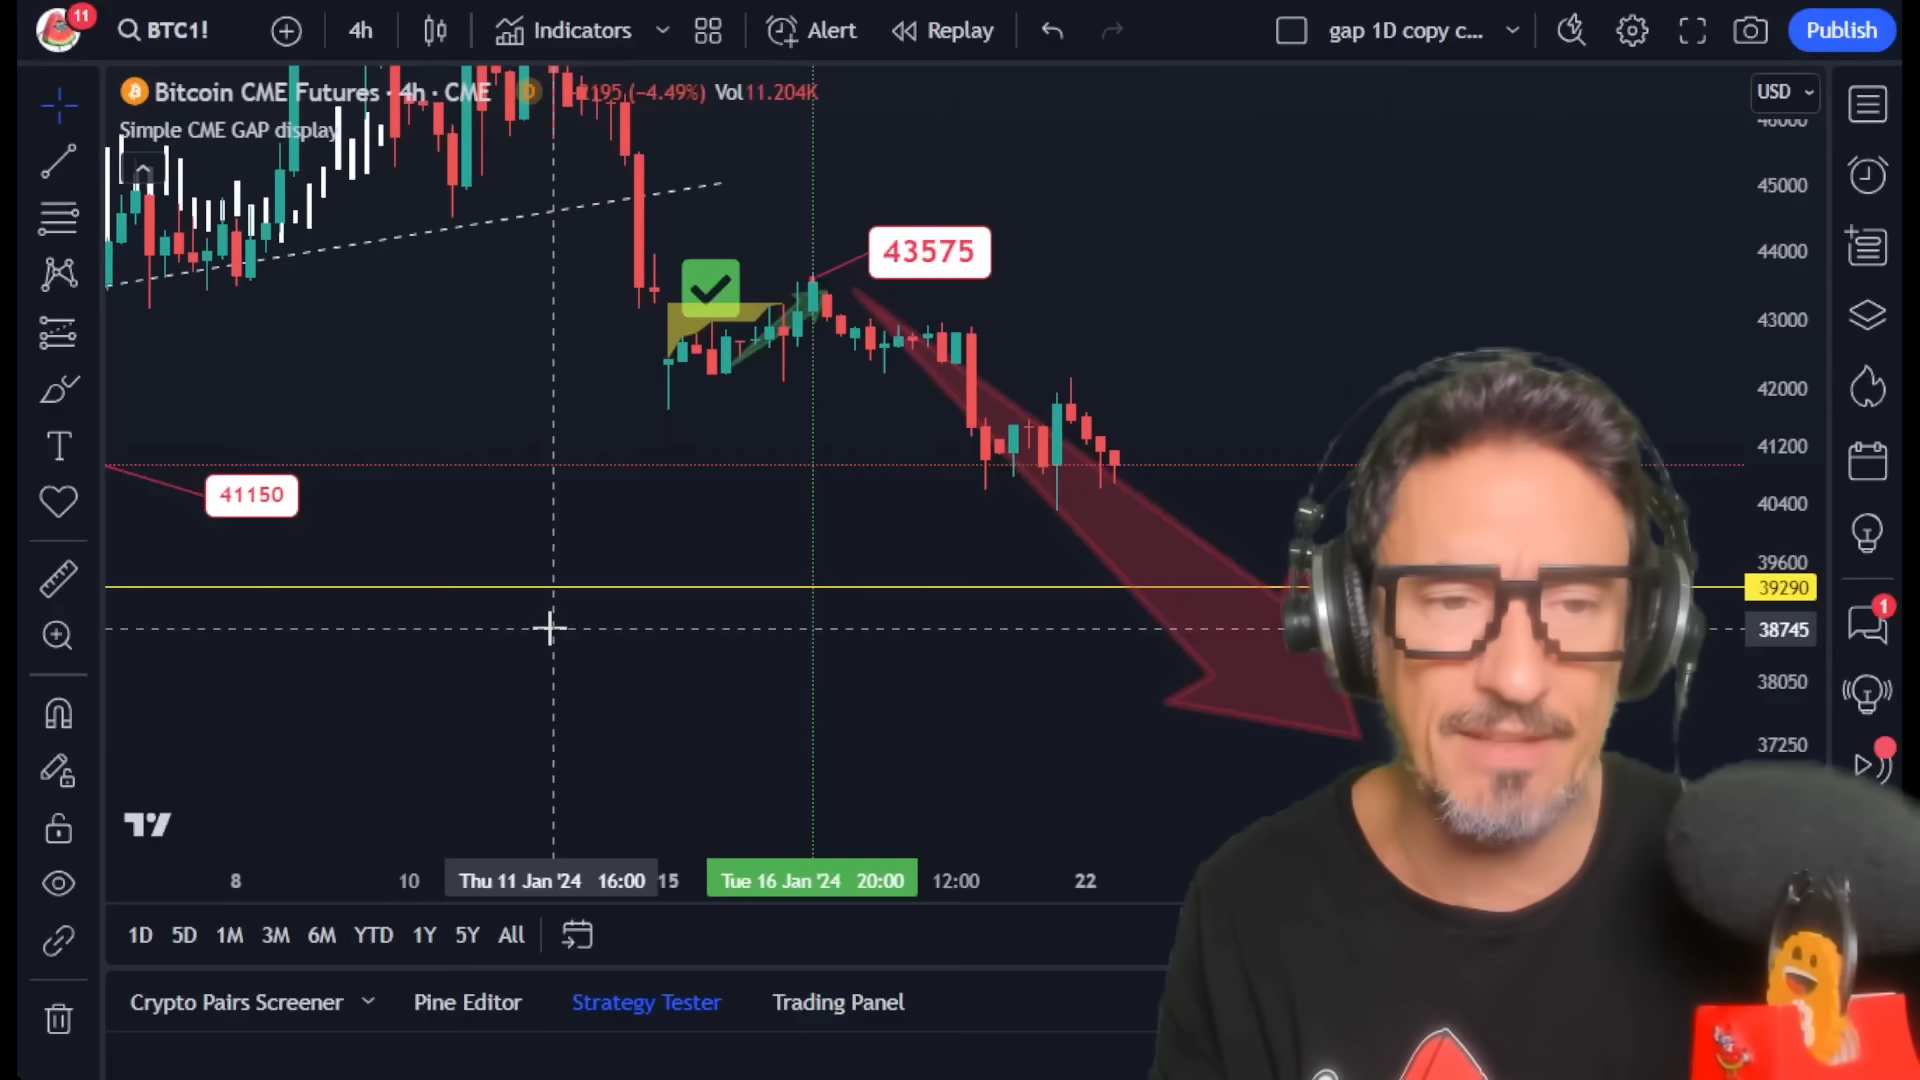 11
BTC1!
4h
Indicators
Alert
Replay
gap 1D copy c...
Publish
Bitcoin CME Futures · 4h · CME
D
−2195 (−4.49%) Vol 11.204K
USD
Simple CME GAP display
45000
44000
43575
43000
42000
41200
41150
40400
39600
39290
38745
38050
37250
8
10
Thu 11 Jan '24 16:00
15
Tue 16 Jan '24 20:00
12:00
22
1
1D 5D 1M 3M 6M YTD 1Y 5Y All
Crypto Pairs Screener
Pine Editor
Strategy Tester
Trading Panel